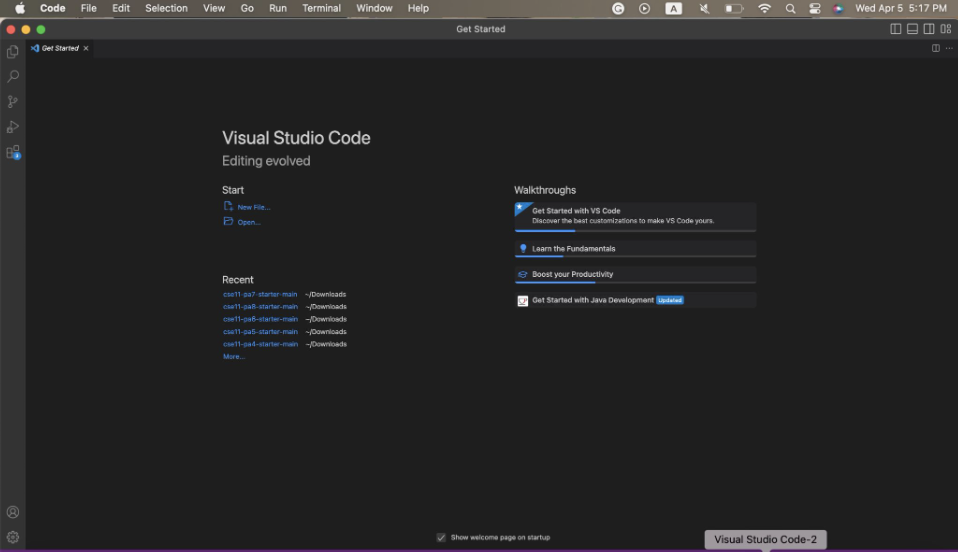 Code File Edit Selection View Go Run Terminal Window Help A Wed Apr 5 5:17 PM
Get Started
Get Started
Visual Studio Code
Editing evolved
Start
New File...
Open...
Recent
cse11-pa7-starter-main ~/Downloads
cse11-pa8-starter-main ~/Downloads
cse11-pa6-starter-main ~/Downloads
cse11-pa5-starter-main ~/Downloads
cse11-pa4-starter-main ~/Downloads
More...
Walkthroughs
Get Started with VS Code
Discover the best customizations to make VS Code yours.
Learn the Fundamentals
Boost your Productivity
Get Started with Java Development Updated
Show welcome page on startup
Visual Studio Code-2